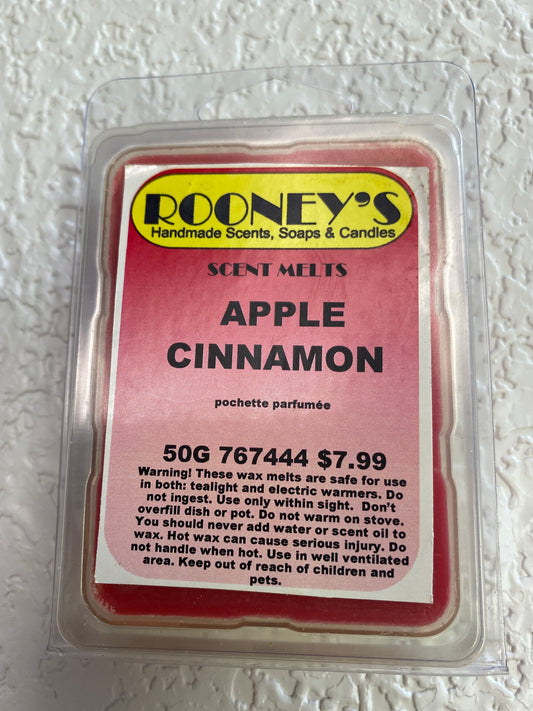 ROONEY'S
Handmade Scents, Soaps & Candles
SCENT MELTS
APPLE
CINNAMON
pochette parfumée
50G 767444 $7.99
Warning! These wax melts are safe for use
in both: tealight and electric warmers. Do
not ingest. Use only within sight. Don't
overfill dish or pot. Do not warm on stove.
You should never add water or scent oil to
wax. Hot wax can cause serious injury. Do
not handle when hot. Use in well ventilated
area. Keep out of reach of children and
pets.